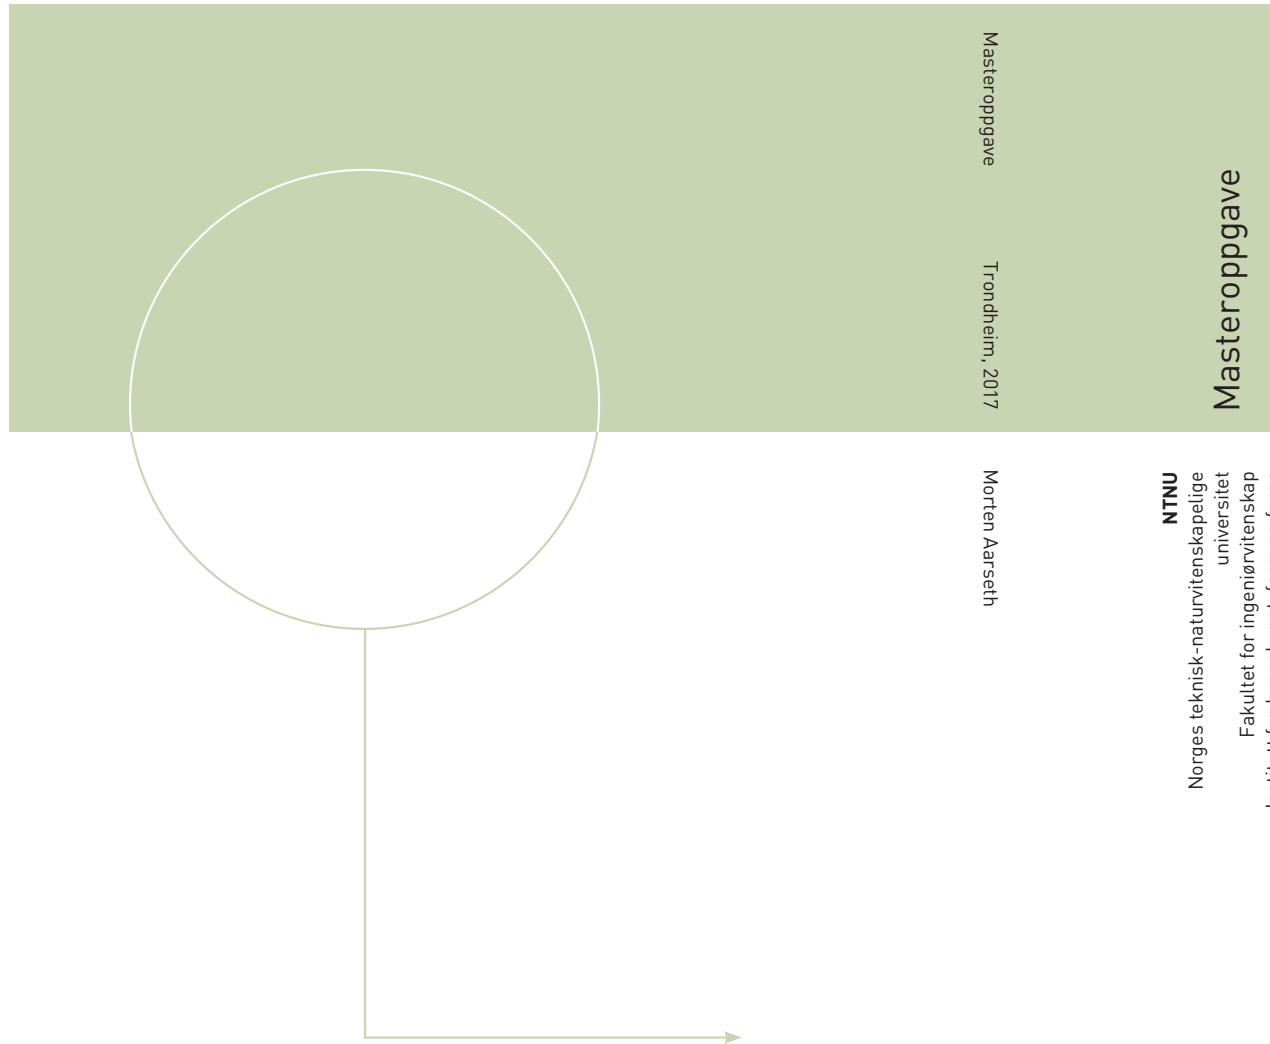 Masteroppgave
Trondheim, 2017
Morten Aarseth
Masteroppgave
NTNU
Norges teknisk-naturvitenskapelige
universitet
Fakultet for ingeniørvitenskap